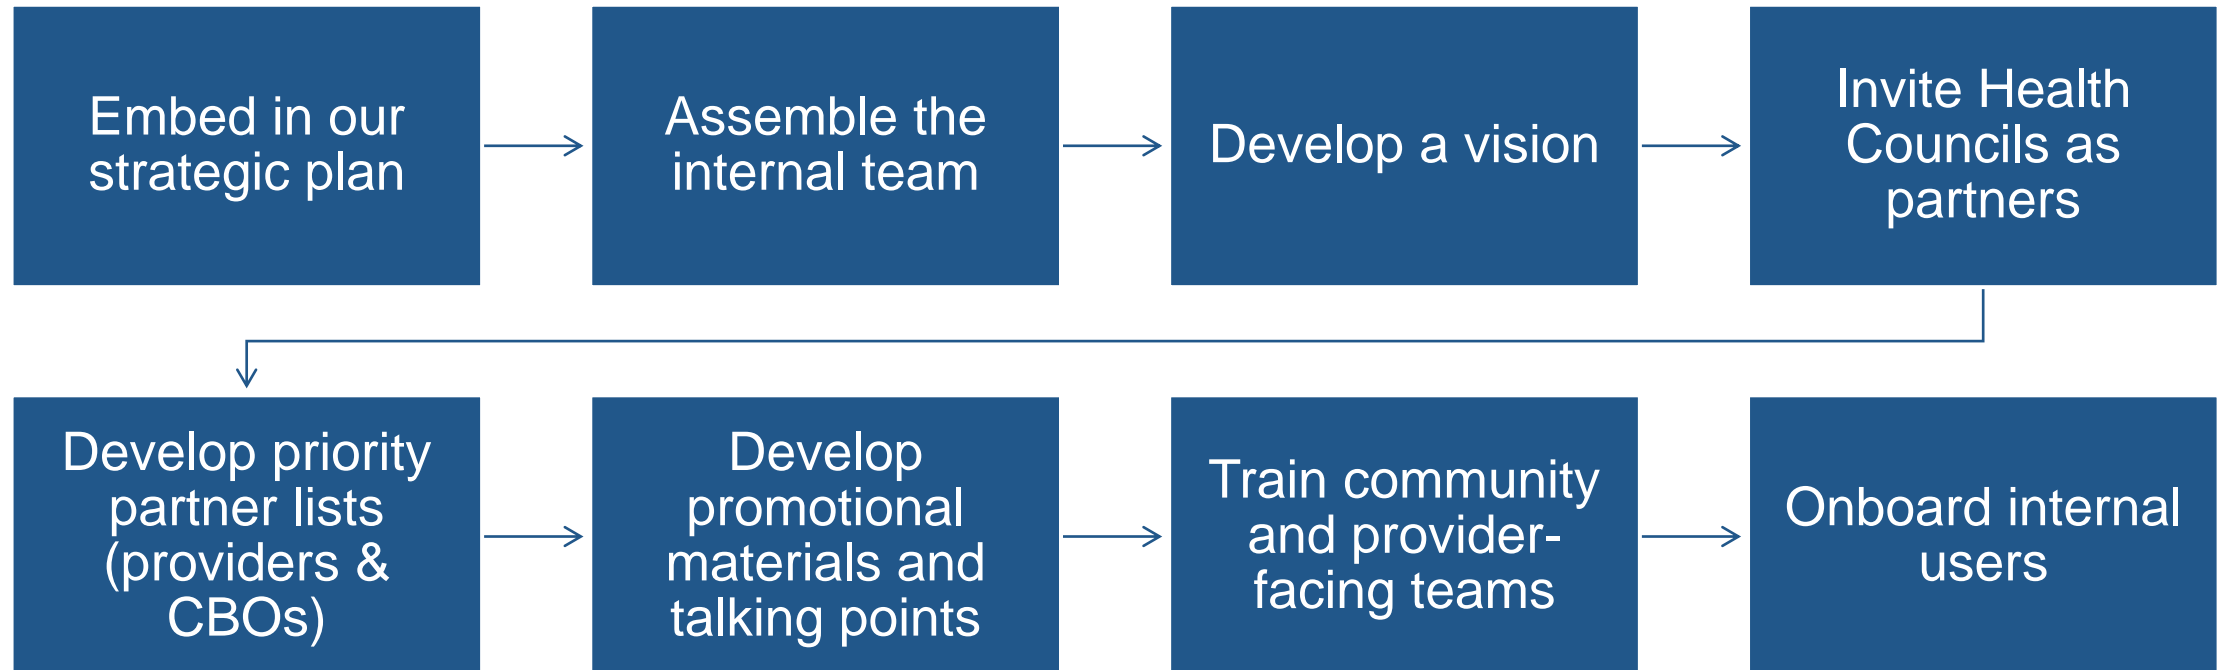 Embed in our
strategic plan
Assemble the
internal team
Develop a vision
Invite Health
Councils as
partners
Develop priority
partner lists
(providers &
CBOs)
Develop
promotional
materials and
talking points
Train community
and provider-
facing teams
Onboard internal
users